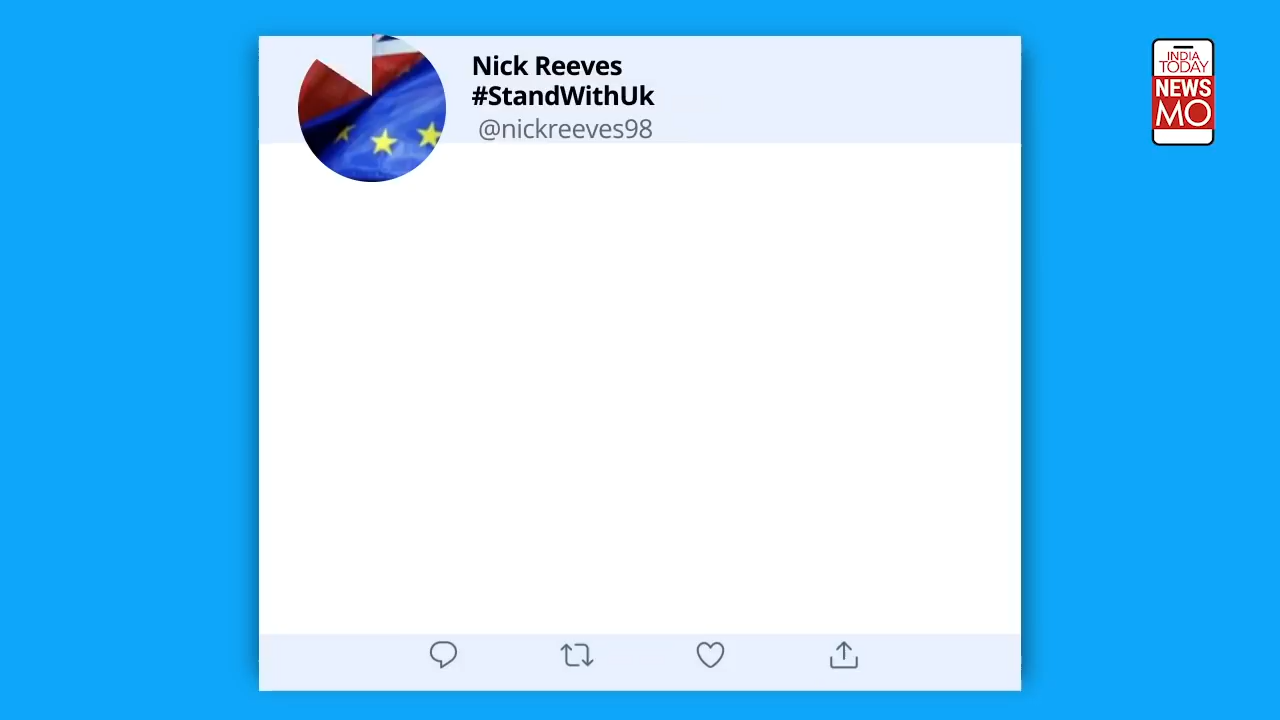 Nick Reeves
#StandWithUk
@nickreeves98
INDIA
TODAY
NEWS
MO